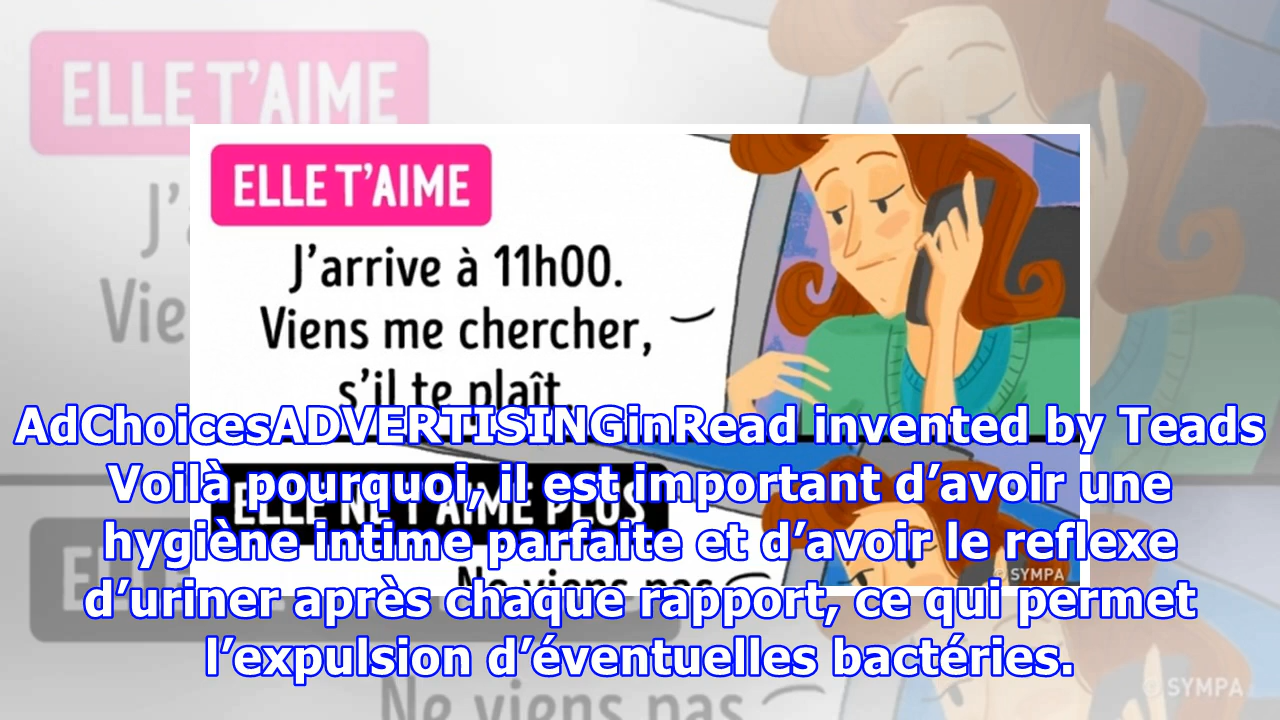 ELLE T'AIME
J'
Vie
ELLE T'AIME
J'arrive à 11h00.
Viens me chercher,
s'il te plaît.
AdChoicesADVERTISINGinRead invented by Teads
Voilà pourquoi, il est important d’avoir une
ELLE NE T'AIME PLUS
hygiène intime parfaite et d’avoir le reflexe
© SYMPA
Ne viens pas
d’uriner après chaque rapport, ce qui permet
l’expulsion d’éventuelles bactéries.
© SYMPA
Ne viens pas